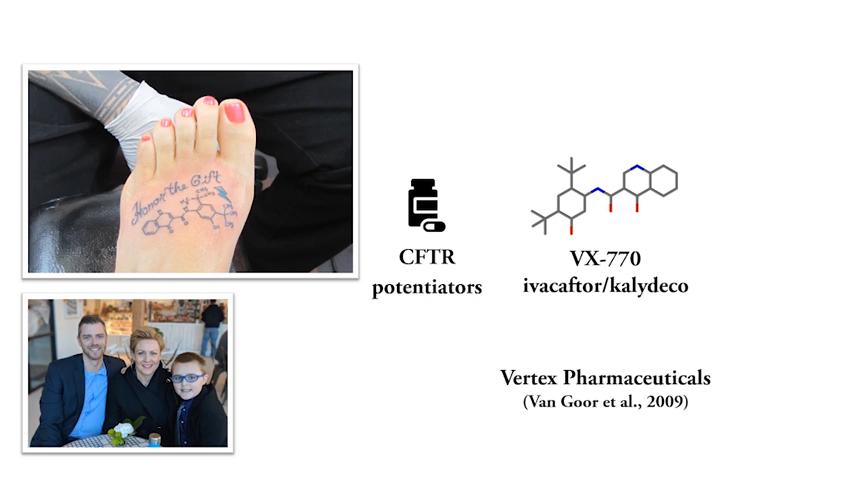 Honor the Gift
CFTR
potentiators
VX-770
ivacaftor/kalydeco
Vertex Pharmaceuticals
(Van Goor et al., 2009)